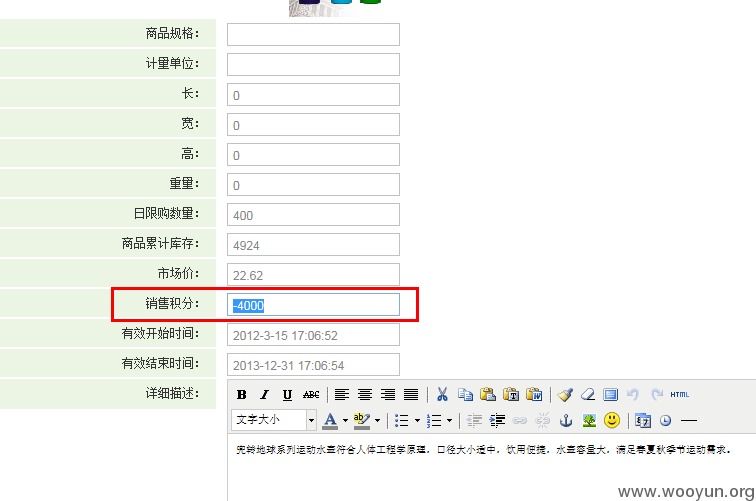 商品规格：
计量单位：
长： 0
宽： 0
高： 0
重量： 0
日限购数量： 400
商品累计库存： 4924
市场价： 22.62
销售积分： -4000
有效开始时间： 2012-3-15 17:06:52
有效结束时间： 2013-12-31 17:06:54
详细描述：
B I U ABC HTML
文字大小 A ab
兜铃地球系列运动水壶符合人体工程学原理，口径大小适中，饮用便捷，水壶容量大，满足春夏秋季节运动需求。
www.wooyun.org